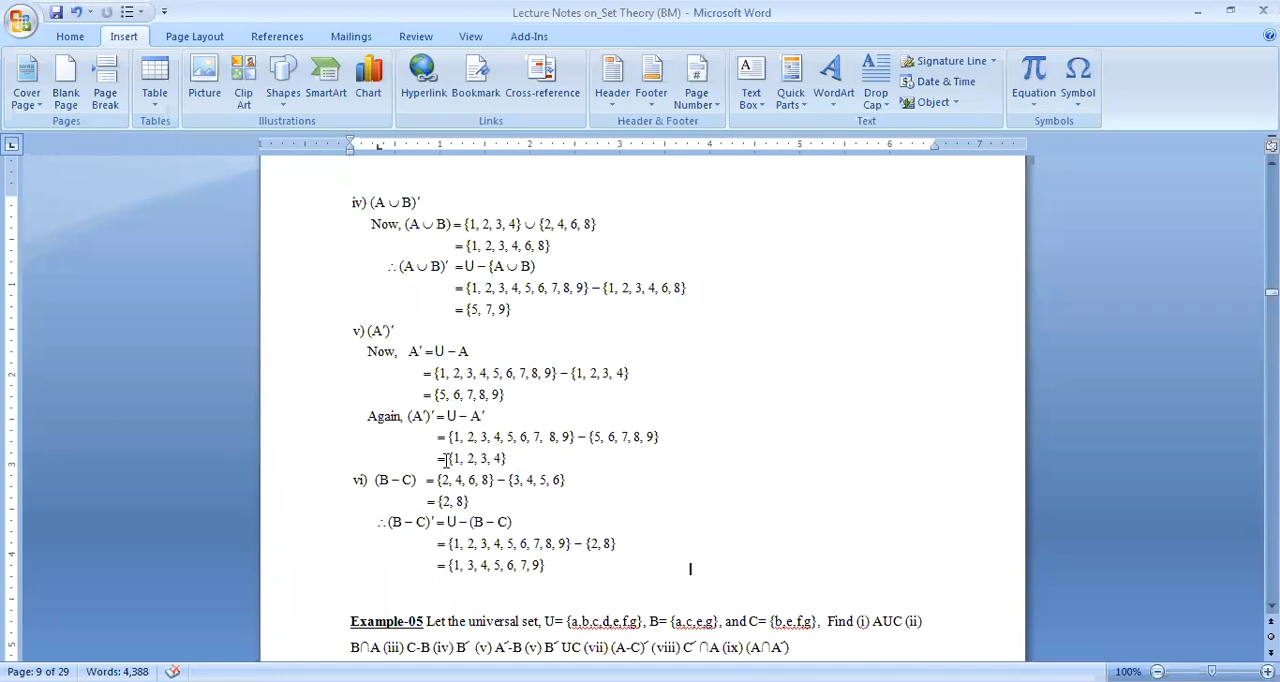 Lecture Notes on_Set Theory (BM) - Microsoft Word
Home Insert Page Layout References Mailings Review View Add-Ins
Cover Page Blank Page Page Break Table Picture Clip Art Shapes SmartArt Chart Hyperlink Bookmark Cross-reference Header Footer Page Number Text Box Quick Parts WordArt Drop Cap Signature Line Date & Time Object Equation Symbol
Pages Tables Illustrations Links Header & Footer Text Symbols
1 1 2 3 4 5 6 7
iv) (A ∪ B)′
Now, (A ∪ B) = {1, 2, 3, 4} ∪ {2, 4, 6, 8}
= {1, 2, 3, 4, 6, 8}
∴ (A ∪ B)′ = U − {A ∪ B)
= {1, 2, 3, 4, 5, 6, 7, 8, 9} − {1, 2, 3, 4, 6, 8}
= {5, 7, 9}
v) (A′)′
Now, A′ = U − A
= {1, 2, 3, 4, 5, 6, 7, 8, 9} − {1, 2, 3, 4}
= {5, 6, 7, 8, 9}
Again, (A′)′ = U − A′
= {1, 2, 3, 4, 5, 6, 7, 8, 9} − {5, 6, 7, 8, 9}
= {1, 2, 3, 4}
vi) (B − C) = {2, 4, 6, 8} − {3, 4, 5, 6}
= {2, 8}
∴ (B − C)′ = U − (B − C)
= {1, 2, 3, 4, 5, 6, 7, 8, 9} − {2, 8}
= {1, 3, 4, 5, 6, 7, 9}
Example-05 Let the universal set, U= {a,b,c,d,e,f,g}, B= {a,c,e,g}, and C= {b,e,f,g}, Find (i) AUC (ii)
B∩A (iii) C-B (iv) B′ (v) A′-B (v) B′ UC (vii) (A-C)′ (viii) C′ ∩A (ix) (A∩A′)
Page: 9 of 29 Words: 4,388 100%